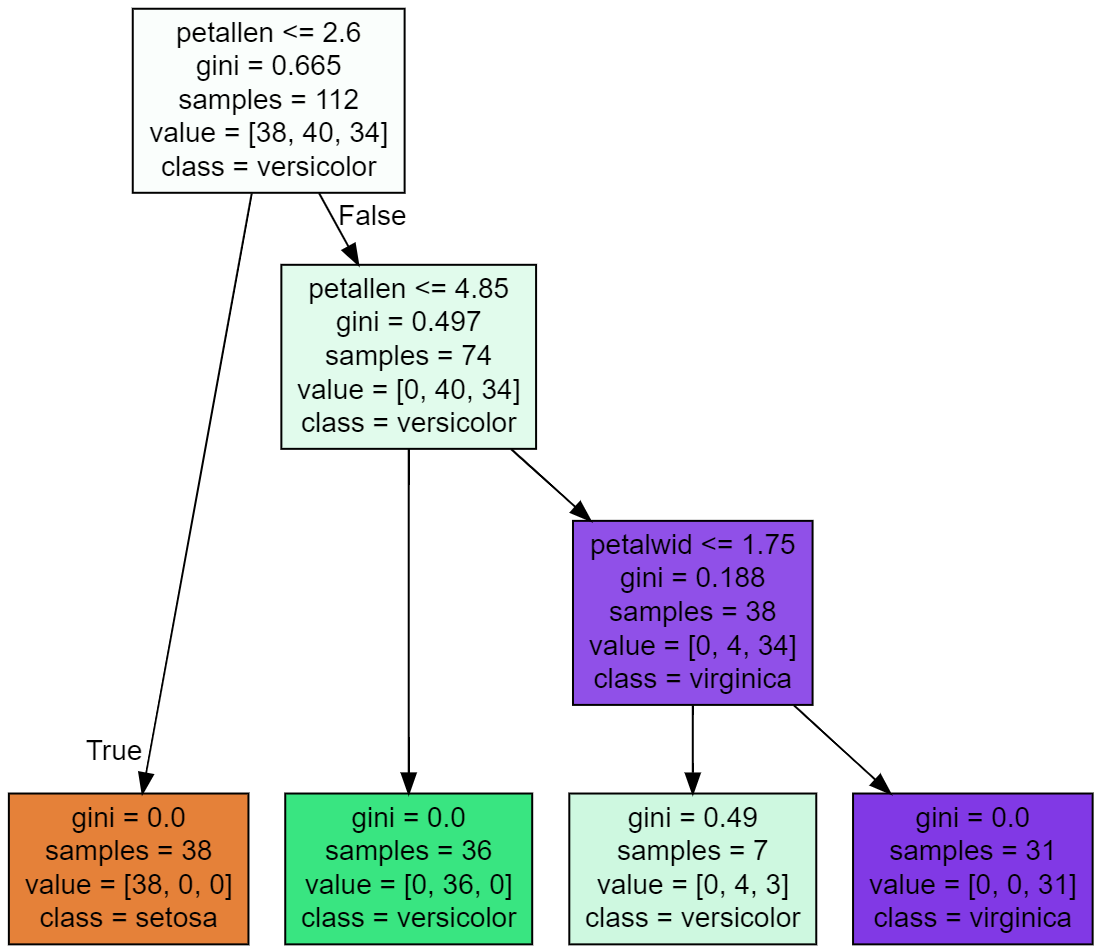 petallen <= 2.6
gini = 0.665
samples = 112
value = [38, 40, 34]
class = versicolor
False
petallen <= 4.85
gini = 0.497
samples = 74
value = [0, 40, 34]
class = versicolor
petalwid <= 1.75
gini = 0.188
samples = 38
value = [0, 4, 34]
class = virginica
True
gini = 0.0
samples = 38
value = [38, 0, 0]
class = setosa
gini = 0.0
samples = 36
value = [0, 36, 0]
class = versicolor
gini = 0.49
samples = 7
value = [0, 4, 3]
class = versicolor
gini = 0.0
samples = 31
value = [0, 0, 31]
class = virginica